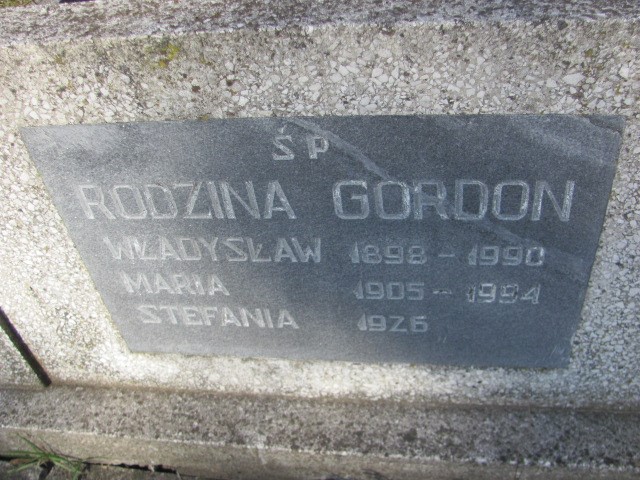 ŚP
RODZINA GORDON
WŁADYSŁAW 1898 - 1990
MARIA 1905 - 1994
STEFANIA 1926